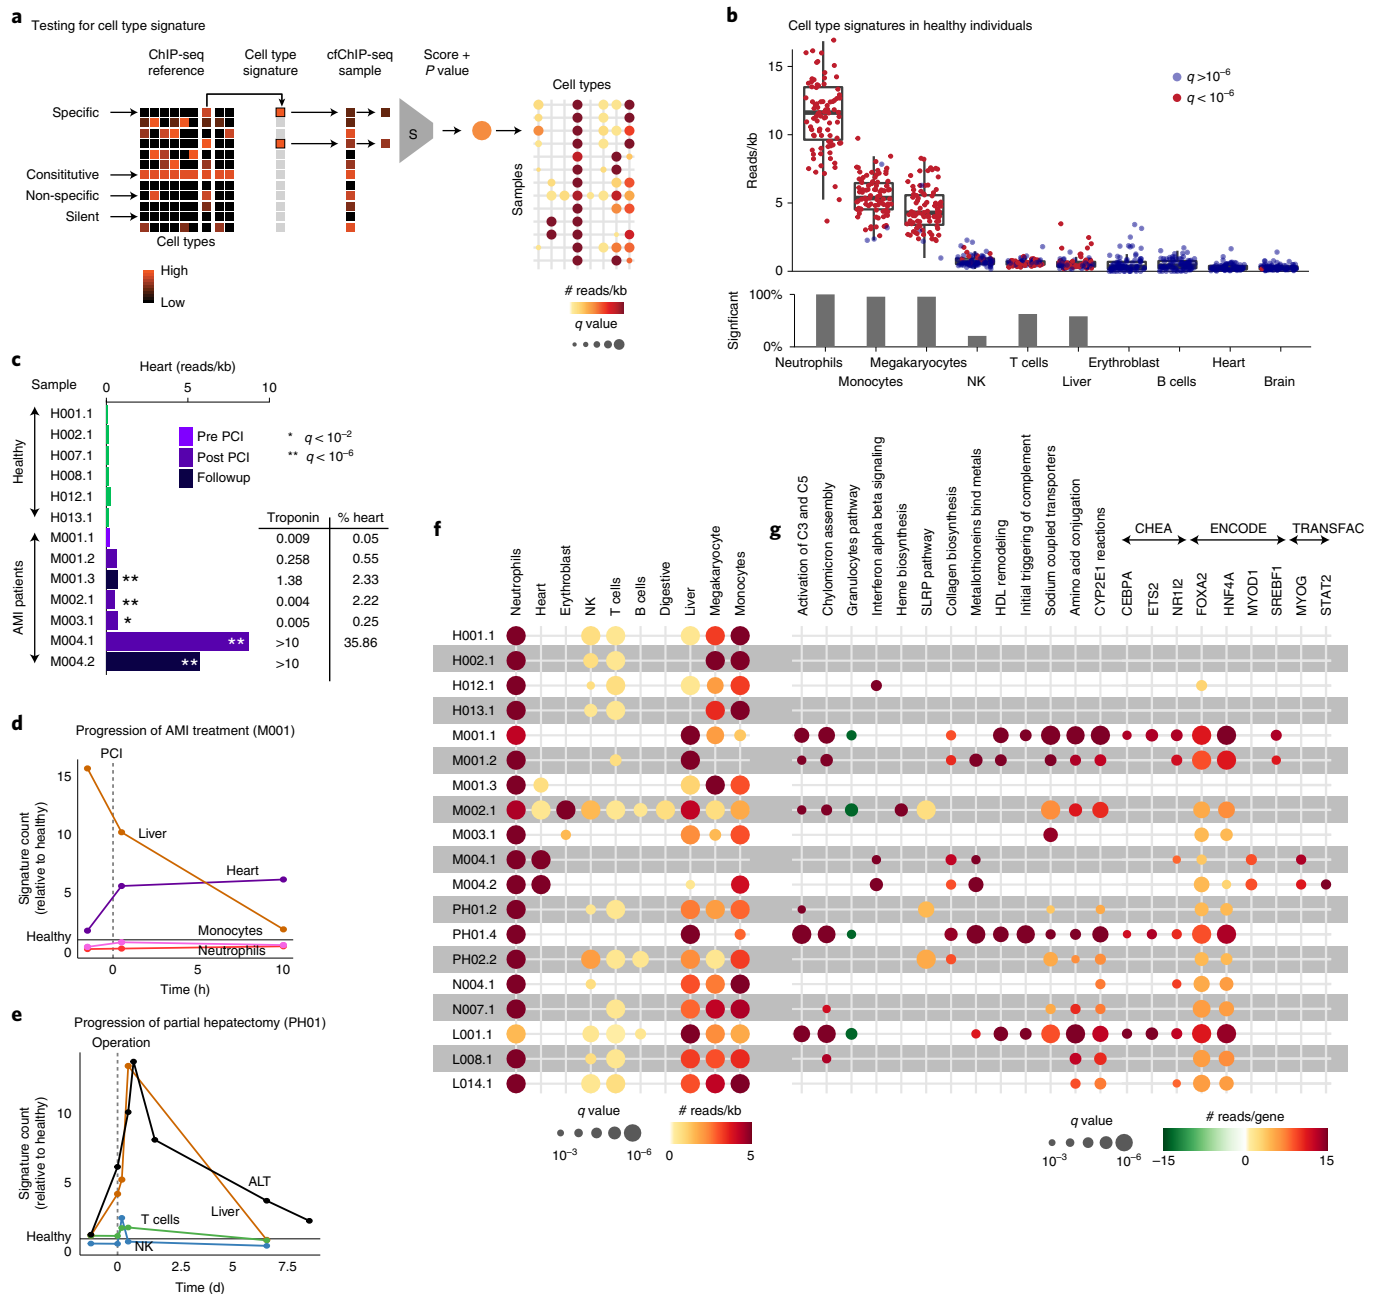 a
Testing for cell type signature
ChIP-seq
reference
Cell type
signature
cfChIP-seq
sample
Score +
P value
Cell types
Specific
Consititutive
Non-specific
Silent
S
Samples
Cell types
High
Low
# reads/kb
q value
b
Cell type signatures in healthy individuals
Reads/kb
15
10
5
0
q >10−6
q < 10−6
Signficant
100%
0%
Neutrophils
Megakaryocytes
T cells
Erythroblast
Heart
Monocytes
NK
Liver
B cells
Brain
c
Heart (reads/kb)
Sample
0
5
10
Healthy
H001.1
H002.1
H007.1
H008.1
H012.1
H013.1
Pre PCI
Post PCI
Followup
* q < 10−2
** q < 10−6
Troponin
% heart
AMI patients
M001.1 0.009 0.05
M001.2 0.258 0.55
M001.3 ** 1.38 2.33
M002.1 ** 0.004 2.22
M003.1 * 0.005 0.25
M004.1 ** >10 35.86
M004.2 ** >10
d
Progression of AMI treatment (M001)
PCI
Signature count
(relative to healthy)
15
10
5
Healthy
0
Liver
Heart
Monocytes
Neutrophils
0
5
10
Time (h)
e
Progression of partial hepatectomy (PH01)
Operation
Signature count
(relative to healthy)
10
5
Healthy
0
ALT
Liver
T cells
NK
0
2.5
5
7.5
Time (d)
f
Neutrophils
Heart
Erythroblast
NK
T cells
B cells
Digestive
Liver
Megakaryocyte
Monocytes
H001.1
H002.1
H012.1
H013.1
M001.1
M001.2
M001.3
M002.1
M003.1
M004.1
M004.2
PH01.2
PH01.4
PH02.2
N004.1
N007.1
L001.1
L008.1
L014.1
q value
10−3
10−6
# reads/kb
0
5
g
Activation of C3 and C5
Chylomicron assembly
Granulocytes pathway
Interferon alpha beta signaling
Heme biosynthesis
SLRP pathway
Collagen biosynthesis
Metallothioneins bind metals
HDL remodeling
Initial triggering of complement
Sodium coupled transporters
Amino acid conjugation
CYP2E1 reactions
CHEA
ENCODE
TRANSFAC
CEBPA
ETS2
NR1I2
FOXA2
HNF4A
MYOD1
SREBF1
MYOG
STAT2
q value
10−3
10−6
# reads/gene
−15
0
15